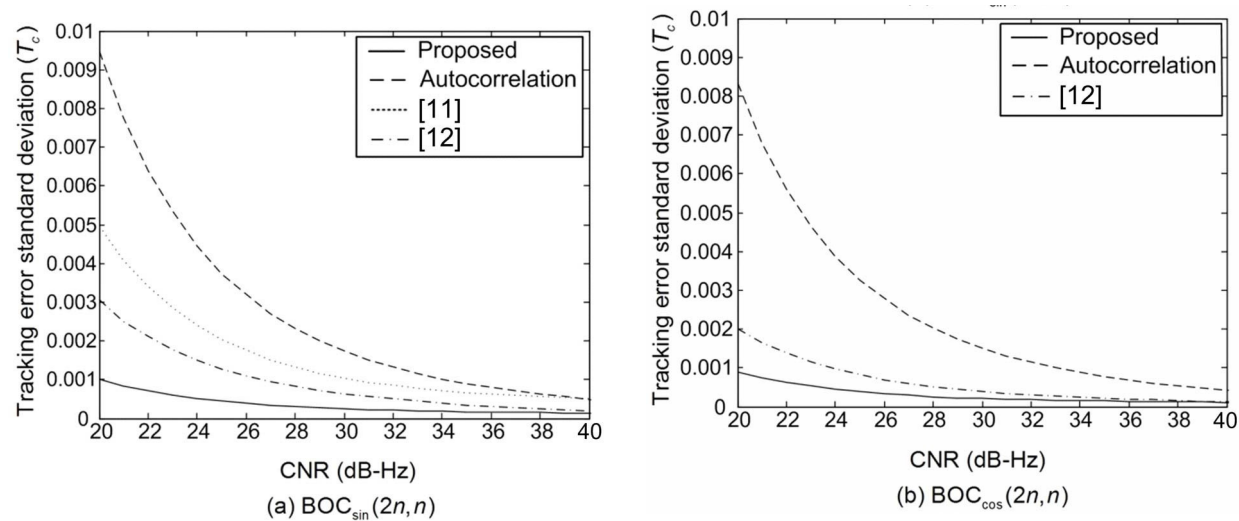 Tracking error standard deviation (Tc)
0.01
0.009
0.008
0.007
0.006
0.005
0.004
0.003
0.002
0.001
0
20 22 24 26 28 30 32 34 36 38 40
CNR (dB-Hz)
Proposed
Autocorrelation
[11]
[12]
(a) BOCsin(2n,n)
Tracking error standard deviation (Tc)
0.01
0.009
0.008
0.007
0.006
0.005
0.004
0.003
0.002
0.001
0
20 22 24 26 28 30 32 34 36 38 40
CNR (dB-Hz)
Proposed
Autocorrelation
[12]
(b) BOCcos(2n,n)